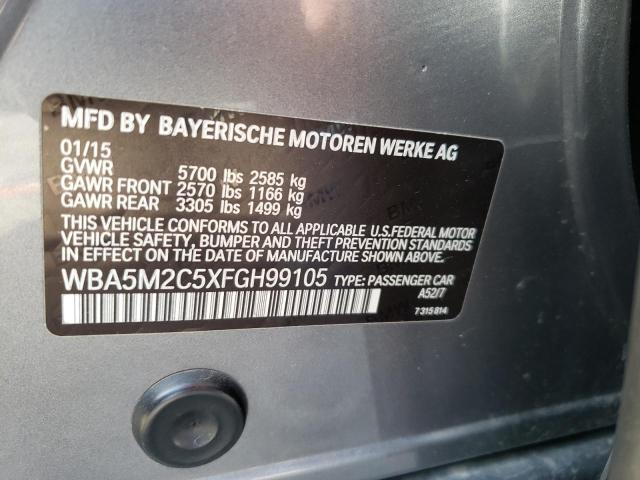 MFD BY BAYERISCHE MOTOREN WERKE AG
01/15
GVWR 5700 lbs 2585 kg
GAWR FRONT 2570 lbs 1166 kg
GAWR REAR 3305 lbs 1499 kg
THIS VEHICLE CONFORMS TO ALL APPLICABLE U.S.FEDERAL MOTOR
VEHICLE SAFETY, BUMPER AND THEFT PREVENTION STANDARDS
IN EFFECT ON THE DATE OF MANUFACTURE SHOWN ABOVE.
WBA5M2C5XFGH99105 TYPE: PASSENGER CAR
A52/7
7 315 814